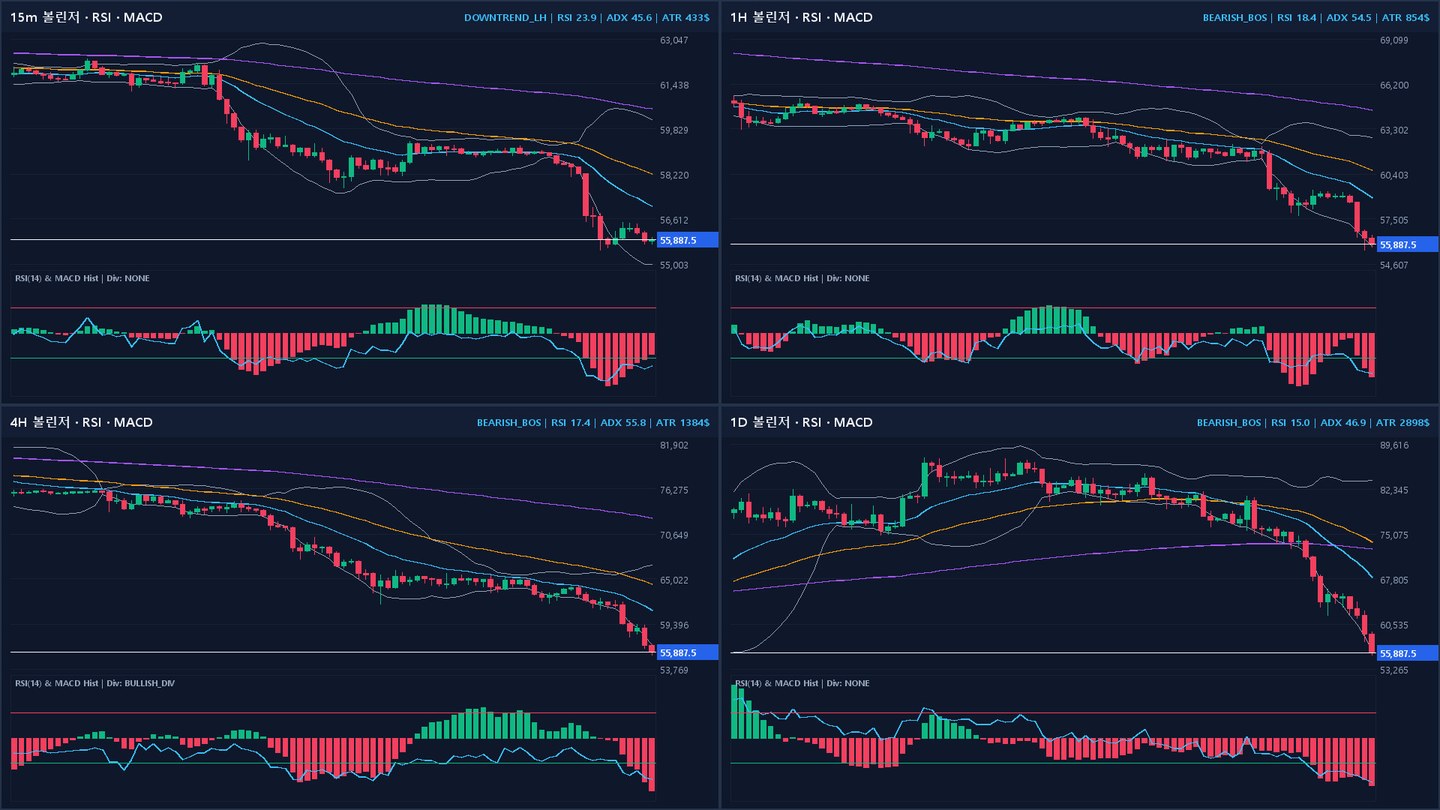 15m 볼린저 · RSI · MACD
DOWNTREND_LH | RSI 23.9 | ADX 45.6 | ATR 433$
63,047
61,438
59,829
58,220
56,612
55,887.5
55,003
RSI(14) & MACD Hist | Div: NONE
1H 볼린저 · RSI · MACD
BEARISH_BOS | RSI 18.4 | ADX 54.5 | ATR 854$
69,099
66,200
63,302
60,403
57,505
55,887.5
54,607
RSI(14) & MACD Hist | Div: NONE
4H 볼린저 · RSI · MACD
BEARISH_BOS | RSI 17.4 | ADX 55.8 | ATR 1384$
81,902
76,275
70,649
65,022
59,396
55,887.5
53,769
RSI(14) & MACD Hist | Div: BULLISH_DIV
1D 볼린저 · RSI · MACD
BEARISH_BOS | RSI 15.0 | ADX 46.9 | ATR 2898$
89,616
82,345
75,075
67,805
60,535
55,887.5
53,265
RSI(14) & MACD Hist | Div: NONE